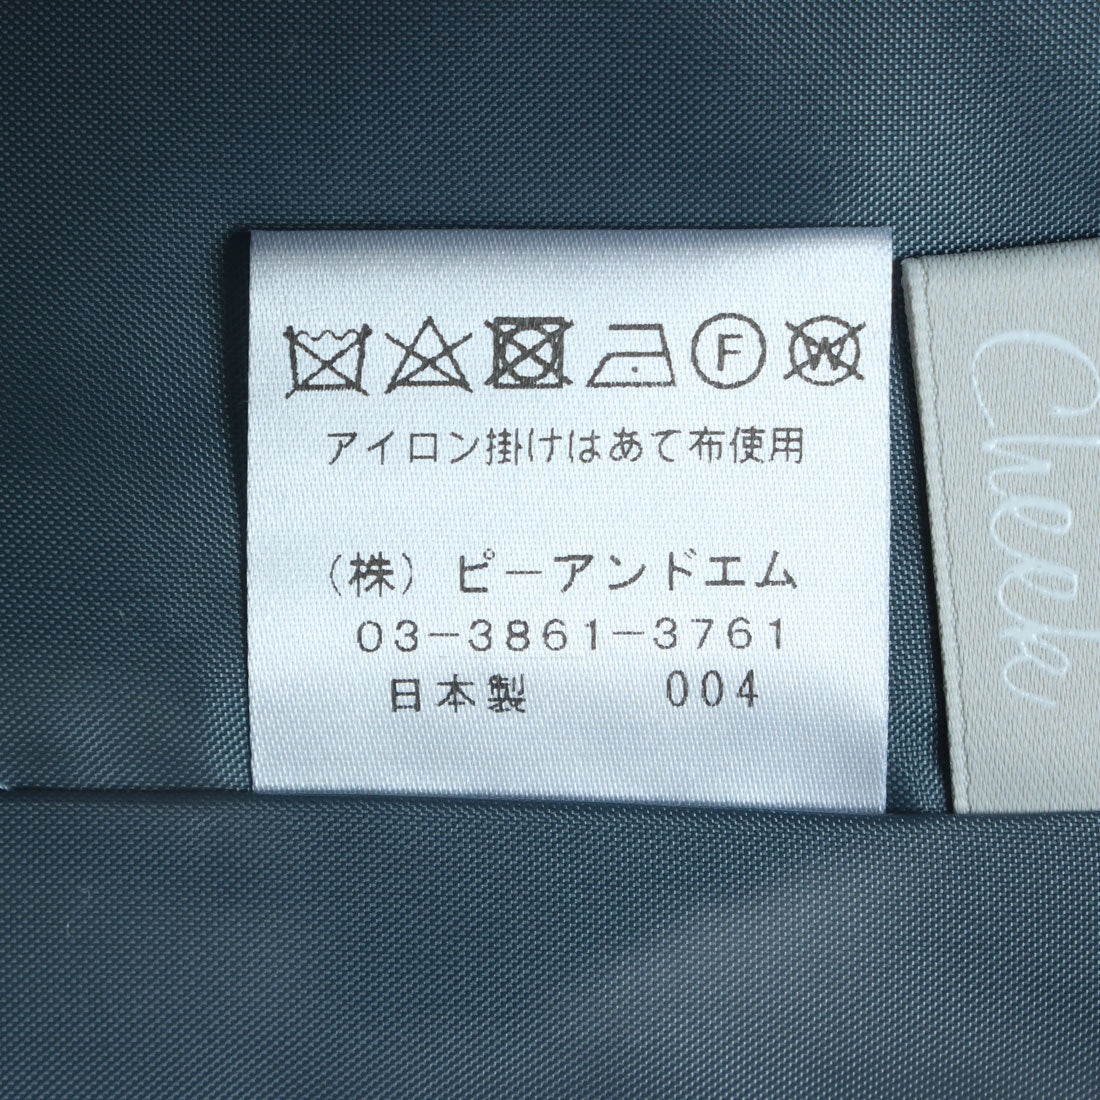 F W
アイロン掛けはあて布使用
(株) ピーアンドエム
03-3861-3761
日本製 004
Cheek